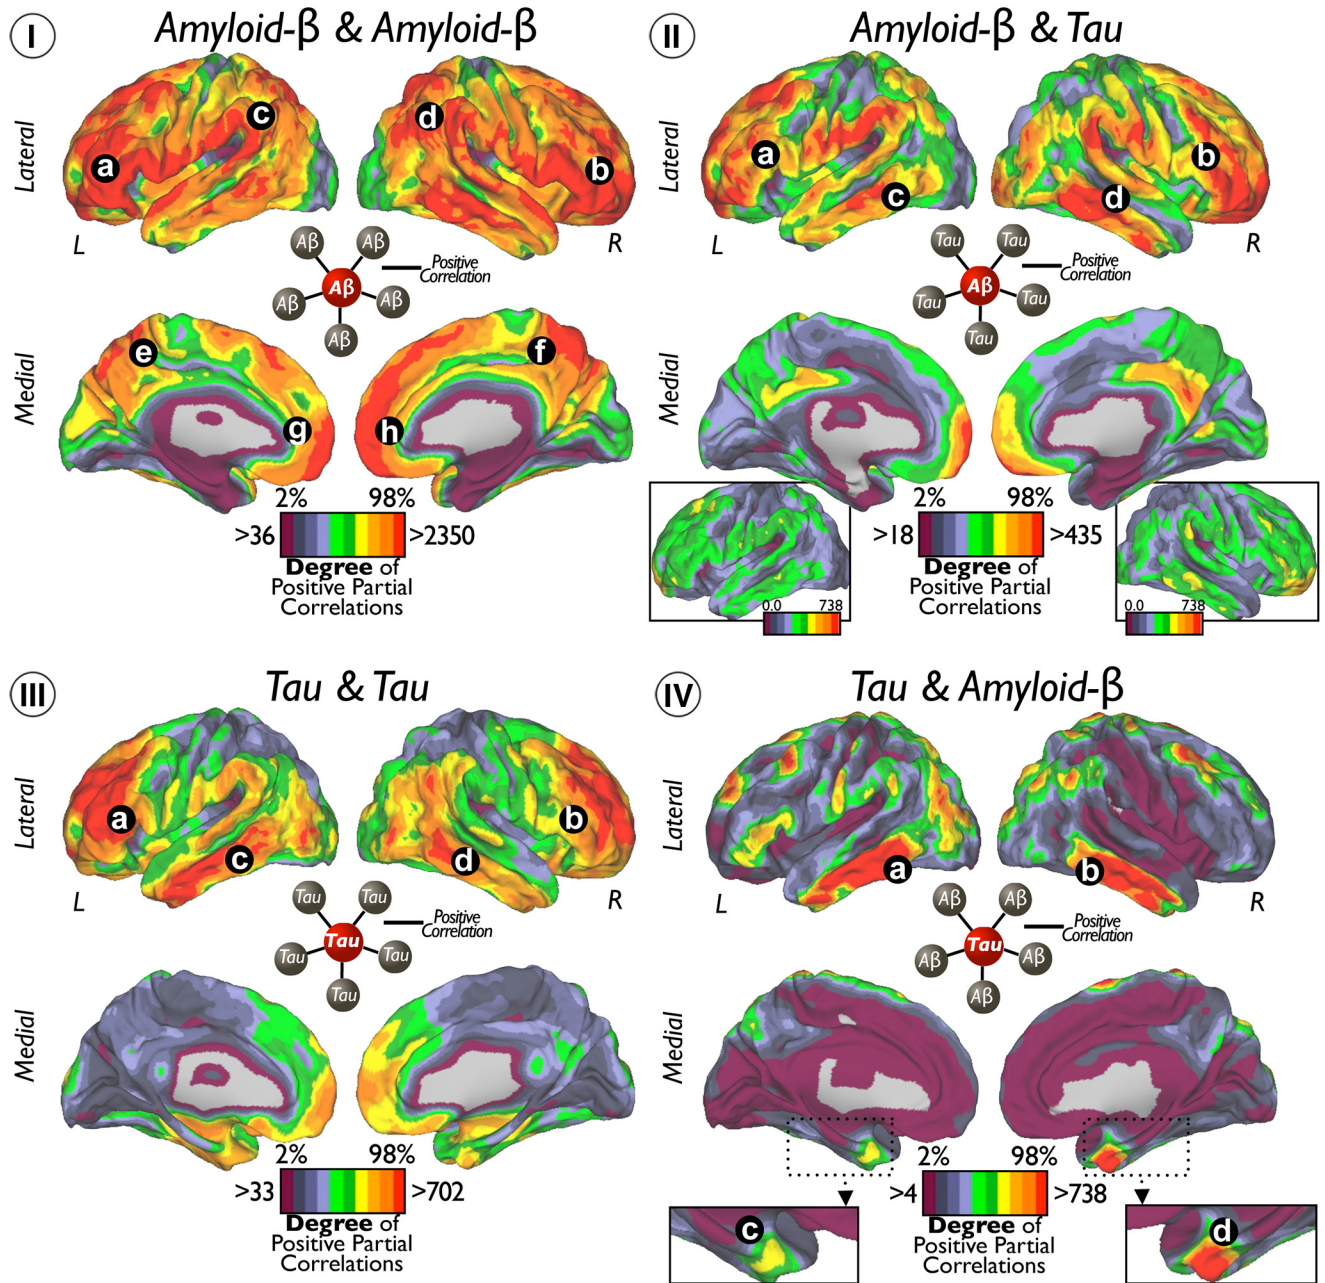 I
Amyloid-β & Amyloid-β
Lateral
a
c
d
b
L
R
Aβ
Aβ
Aβ
Aβ
Aβ
Aβ
Positive
Correlation
Medial
e
f
g
h
2% 98%
>36 >2350
Degree of
Positive Partial
Correlations
II
Amyloid-β & Tau
Lateral
a
c
d
b
L
R
Tau
Tau
Tau
Aβ
Tau
Tau
Positive
Correlation
Medial
2% 98%
>18 >435
Degree of
Positive Partial
Correlations
0.0 738
0.0 738
III
Tau & Tau
Lateral
a
c
d
b
L
R
Tau
Tau
Tau
Tau
Tau
Tau
Positive
Correlation
Medial
2% 98%
>33 >702
Degree of
Positive Partial
Correlations
IV
Tau & Amyloid-β
Lateral
a
b
L
R
Aβ
Aβ
Aβ
Tau
Aβ
Aβ
Positive
Correlation
Medial
2% 98%
>4 >738
Degree of
Positive Partial
Correlations
c
d